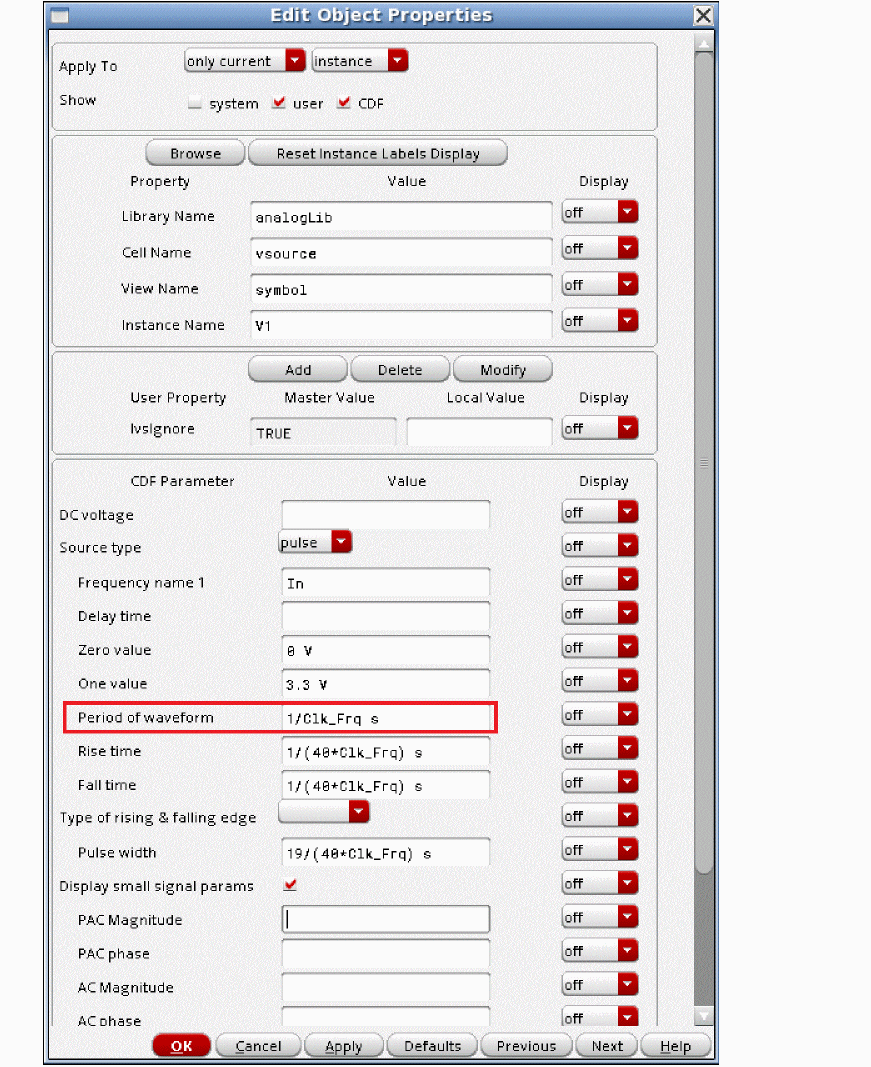 Edit Object Properties
Apply To only current instance
Show system user CDF
Browse Reset Instance Labels Display
Property Value Display
Library Name analogLib off
Cell Name vsource off
View Name symbol off
Instance Name V1 off
Add Delete Modify
User Property Master Value Local Value Display
lvsIgnore TRUE off
CDF Parameter Value Display
DC voltage off
Source type pulse off
Frequency name 1 In off
Delay time off
Zero value 0 V off
One value 3.3 V off
Period of waveform 1/Clk_Frq s off
Rise time 1/(40*Clk_Frq) s off
Fall time 1/(40*Clk_Frq) s off
Type of rising & falling edge off
Pulse width 19/(40*Clk_Frq) s off
Display small signal params off
PAC Magnitude off
PAC phase off
AC Magnitude off
AC phase off
OK Cancel Apply Defaults Previous Next Help